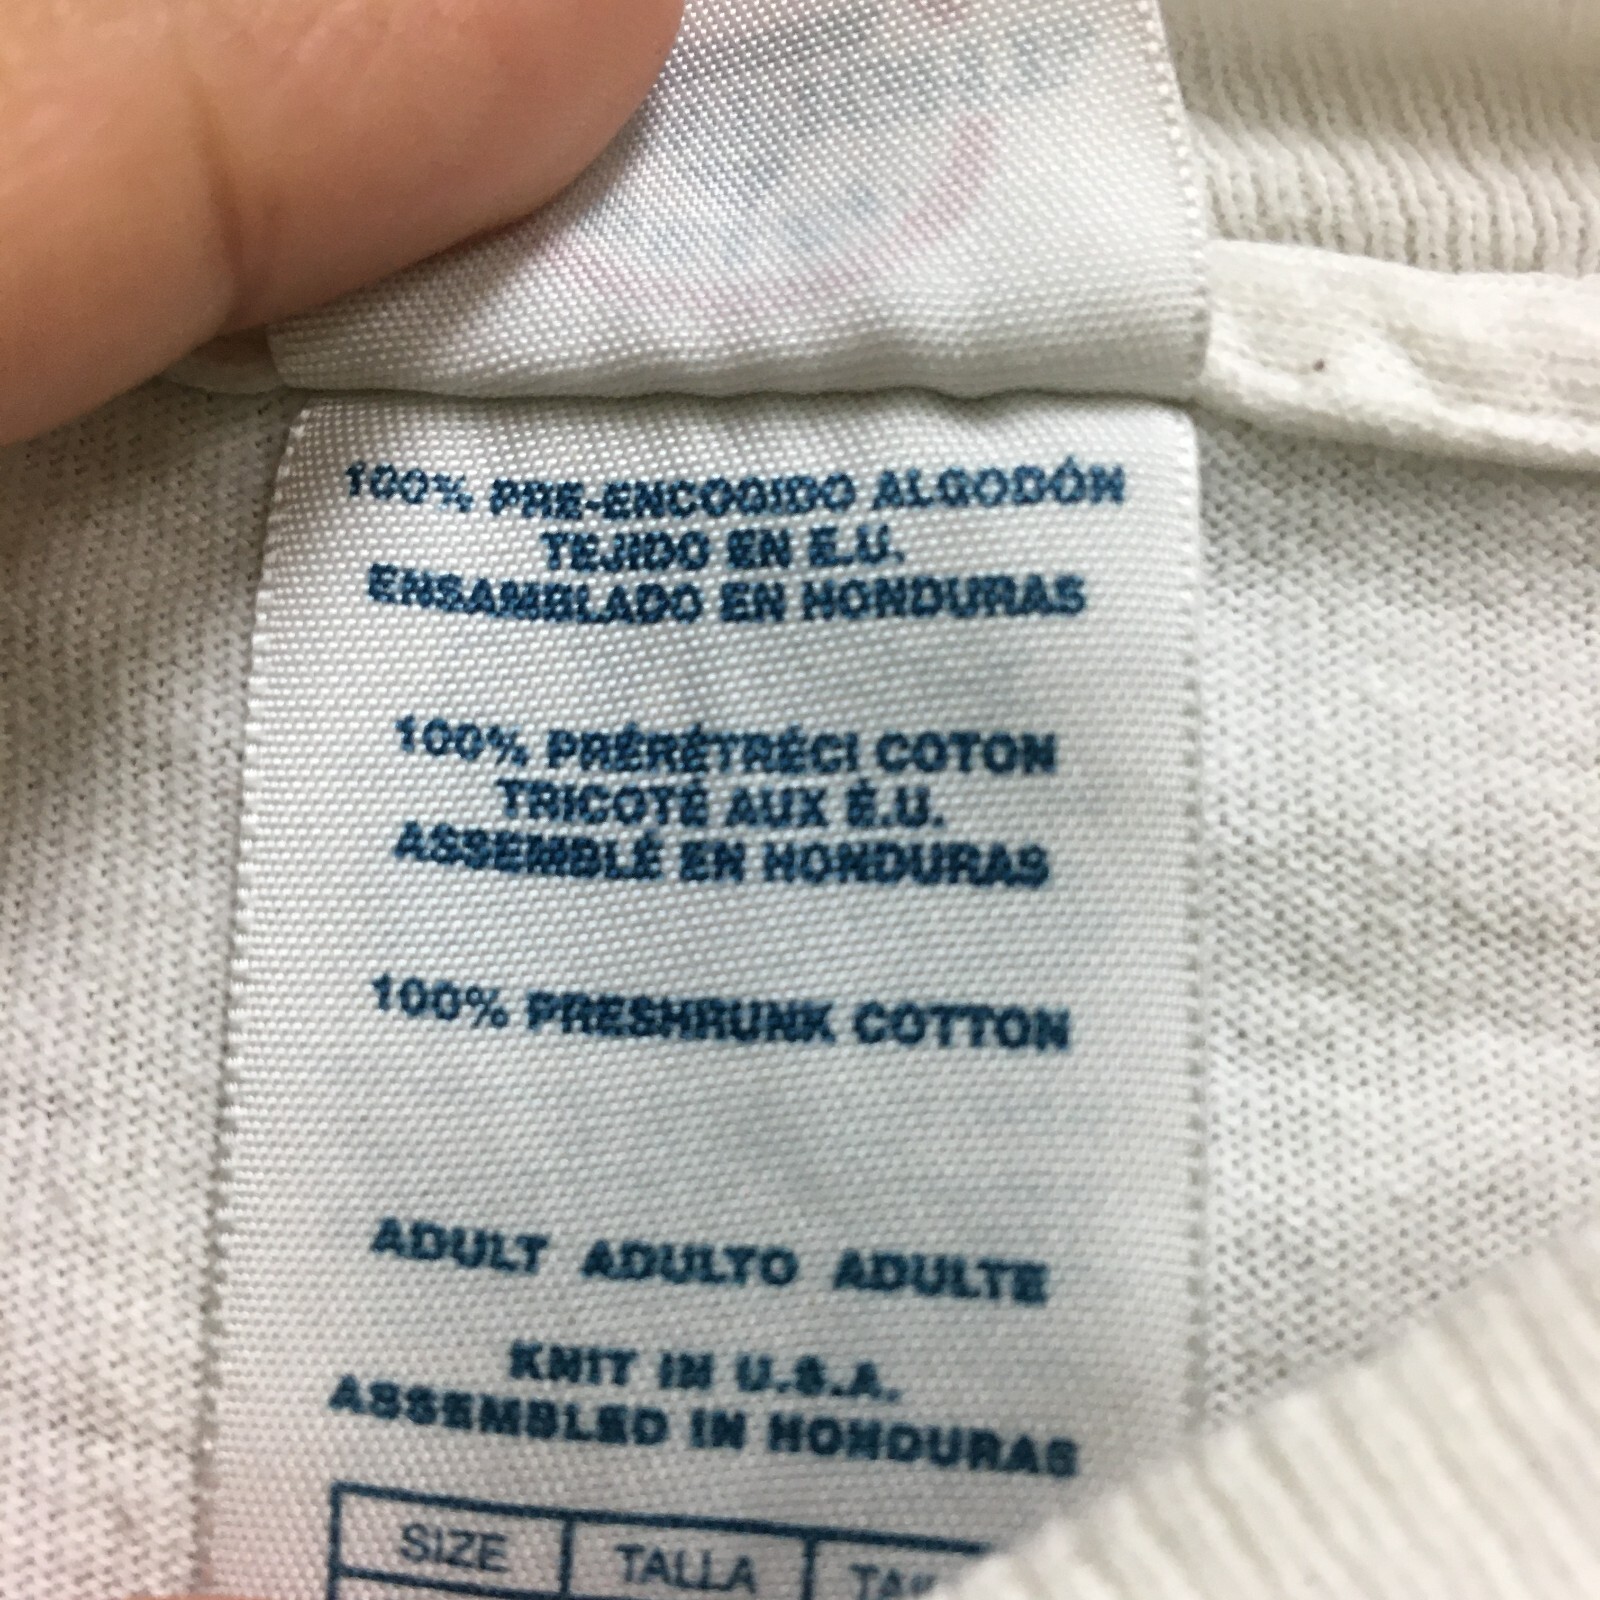 100% PRE-ENCOGIDO ALGODÓN
TEJIDO EN E.U.
ENSAMBLADO EN HONDURAS
100% PRÉRÉTRÉCI COTON
TRICOTÉ AUX É.U.
ASSEMBLÉ EN HONDURAS
100% PRESHRUNK COTTON
ADULT ADULTO ADULTE
KNIT IN U.S.A.
ASSEMBLED IN HONDURAS
SIZE TALLA